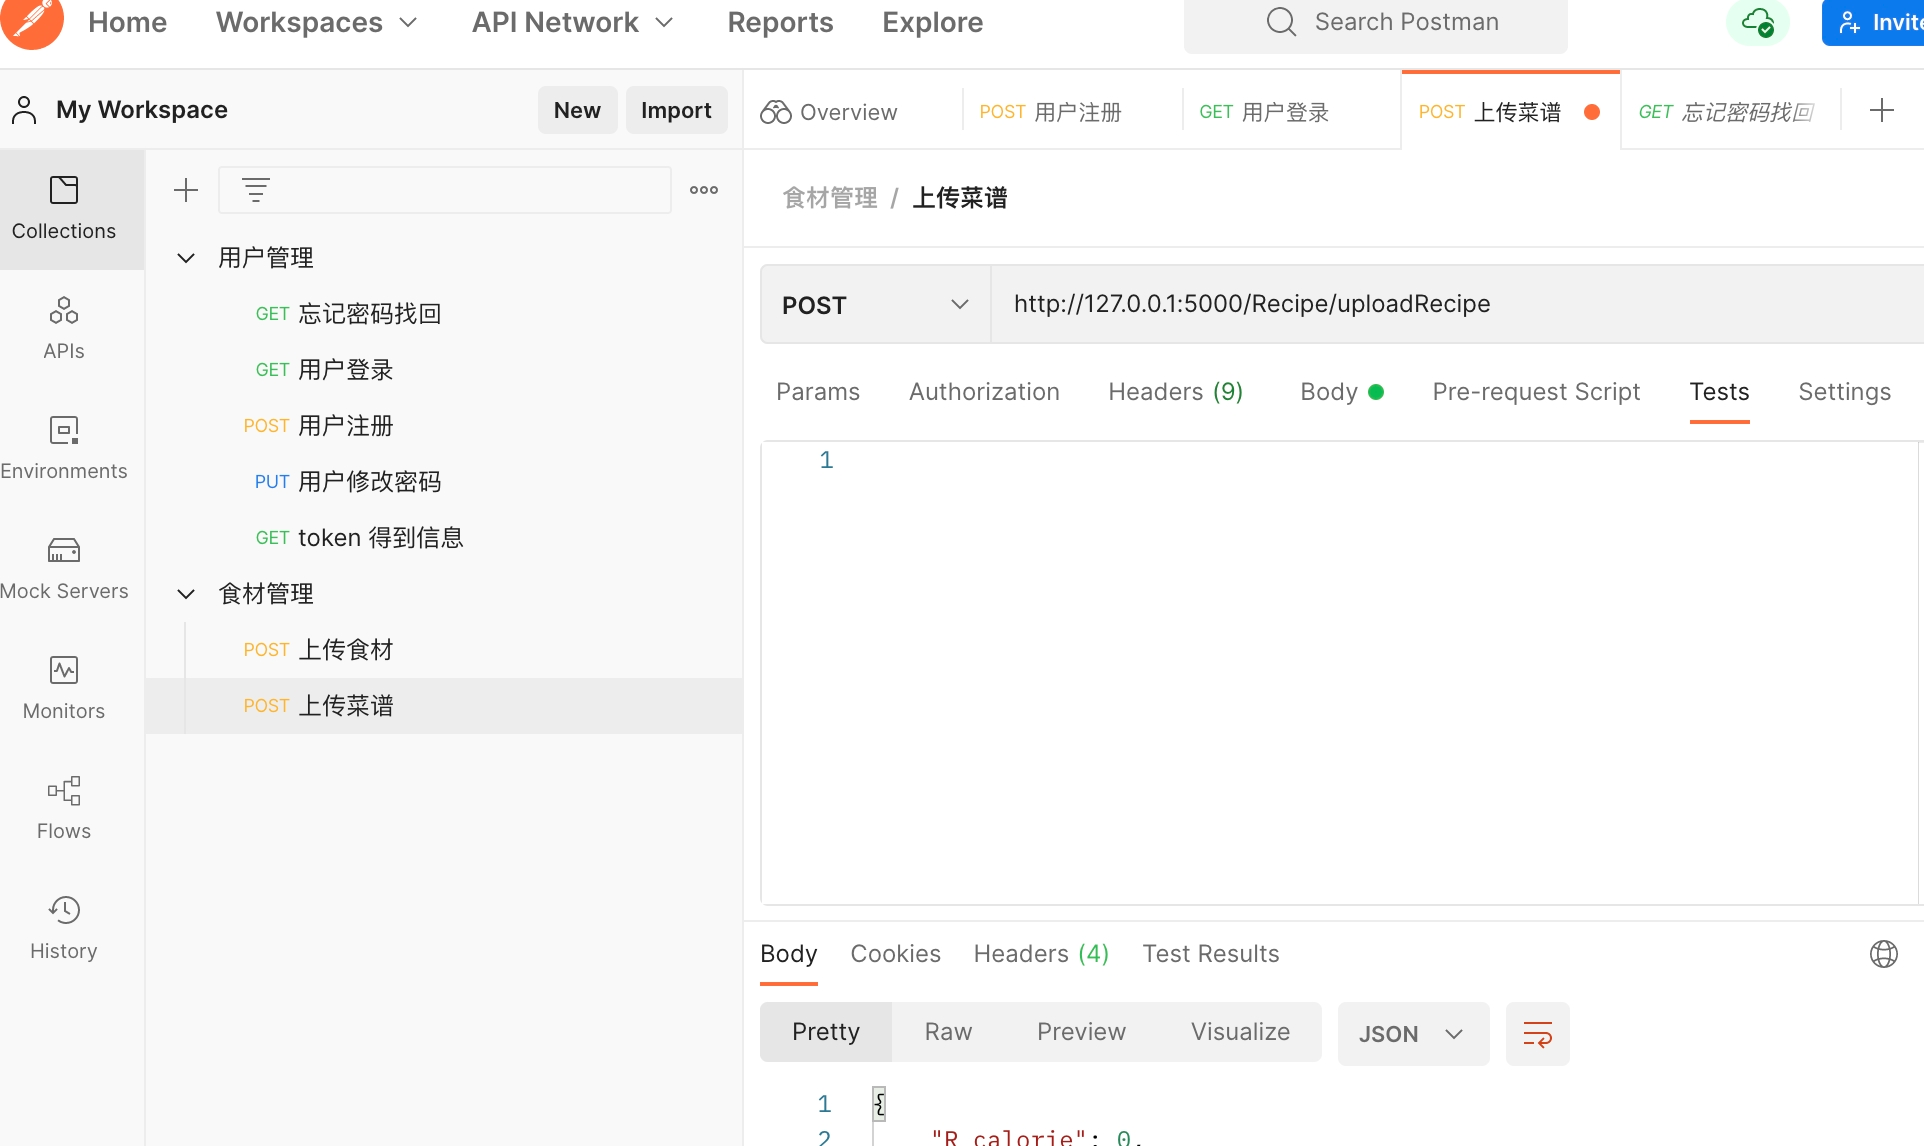 Home Workspaces API Network Reports Explore Search Postman Invite
My Workspace New Import
Overview POST 用户注册 GET 用户登录 POST 上传菜谱 GET 忘记密码找回
Collections
APIs
Environments
Mock Servers
Monitors
Flows
History
用户管理
GET 忘记密码找回
GET 用户登录
POST 用户注册
PUT 用户修改密码
GET token 得到信息
食材管理
POST 上传食材
POST 上传菜谱
食材管理 / 上传菜谱
POST http://127.0.0.1:5000/Recipe/uploadRecipe
Params Authorization Headers (9) Body Pre-request Script Tests Settings
1
Body Cookies Headers (4) Test Results
Pretty Raw Preview Visualize JSON
1 {
2 "R_calorie": 0,